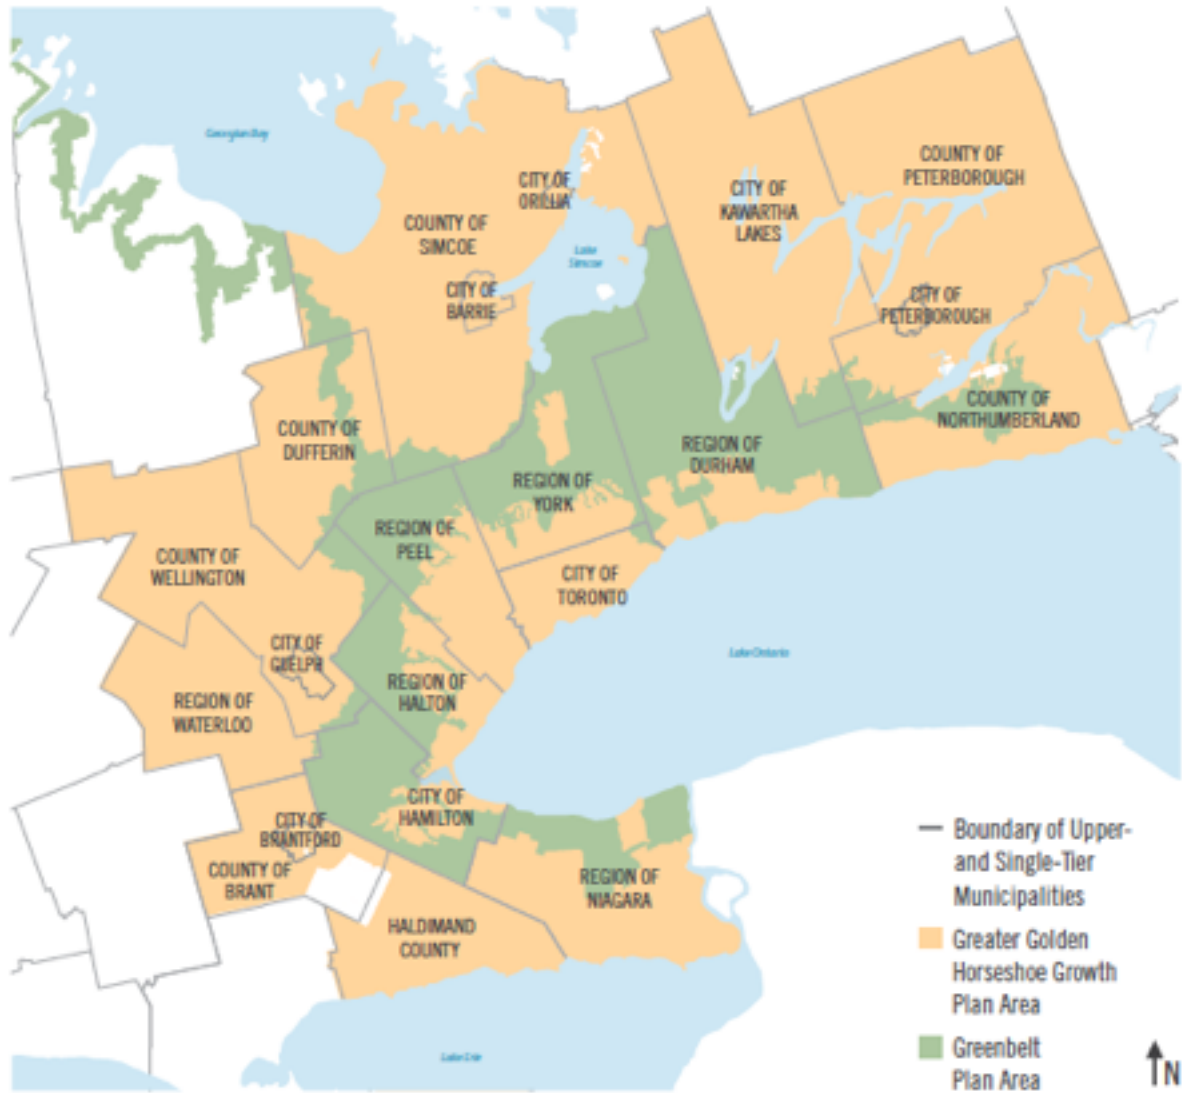 Georgian Bay
COUNTY OF
PETERBOROUGH
CITY OF
ORILLIA
CITY OF
KAWARTHA
LAKES
COUNTY OF
SIMCOE
Lake
Simcoe
CITY OF
BARRIE
CITY OF
PETERBOROUGH
COUNTY OF
NORTHUMBERLAND
COUNTY OF
DUFFERIN
REGION OF
DURHAM
REGION OF
YORK
REGION OF
PEEL
COUNTY OF
WELLINGTON
CITY OF
TORONTO
CITY OF
GUELPH
Lake Ontario
REGION OF
HALTON
REGION OF
WATERLOO
CITY OF
HAMILTON
CITY OF
BRANTFORD
COUNTY OF
BRANT
REGION OF
NIAGARA
HALDIMAND
COUNTY
Lake Erie
Boundary of Upper-
and Single-Tier
Municipalities
Greater Golden
Horseshoe Growth
Plan Area
Greenbelt
Plan Area
N